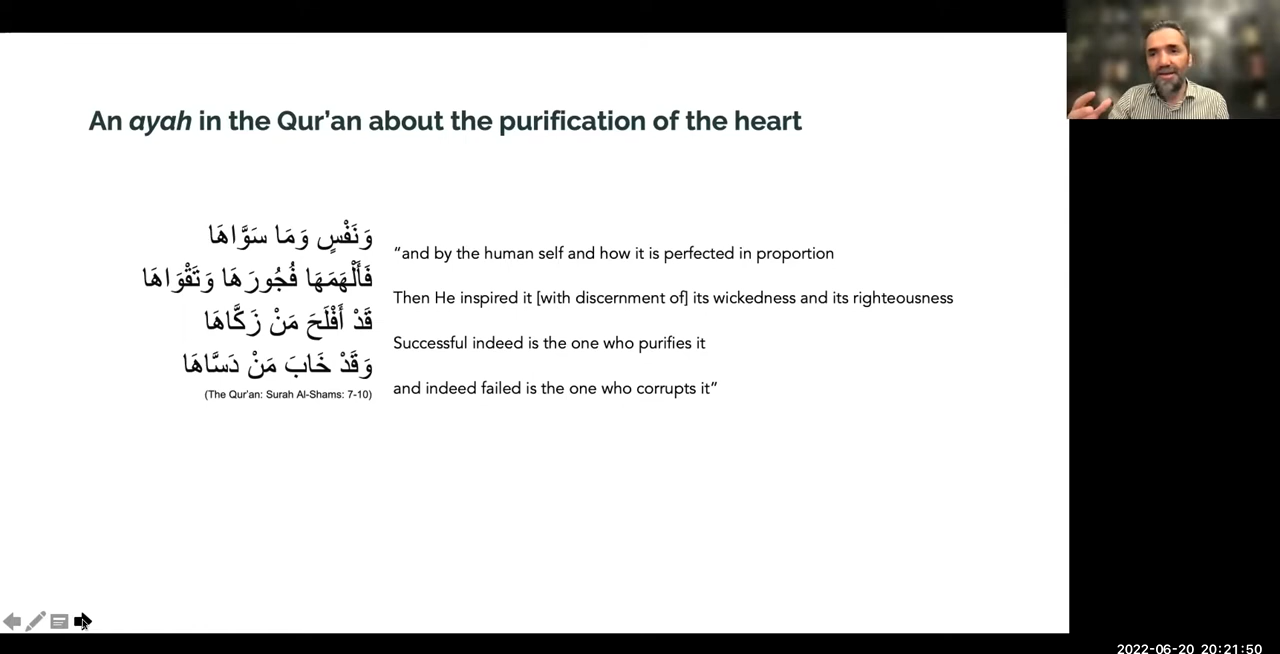 An ayah in the Qur’an about the purification of the heart
وَنَفْسٍ وَمَا سَوَّاهَا
فَأَلْهَمَهَا فُجُورَهَا وَتَقْوَاهَا
قَدْ أَفْلَحَ مَنْ زَكَّاهَا
وَقَدْ خَابَ مَنْ دَسَّاهَا
(The Qur’an: Surah Al-Shams: 7-10)
“and by the human self and how it is perfected in proportion
Then He inspired it [with discernment of] its wickedness and its righteousness
Successful indeed is the one who purifies it
and indeed failed is the one who corrupts it”
2022-06-20 20:21:50